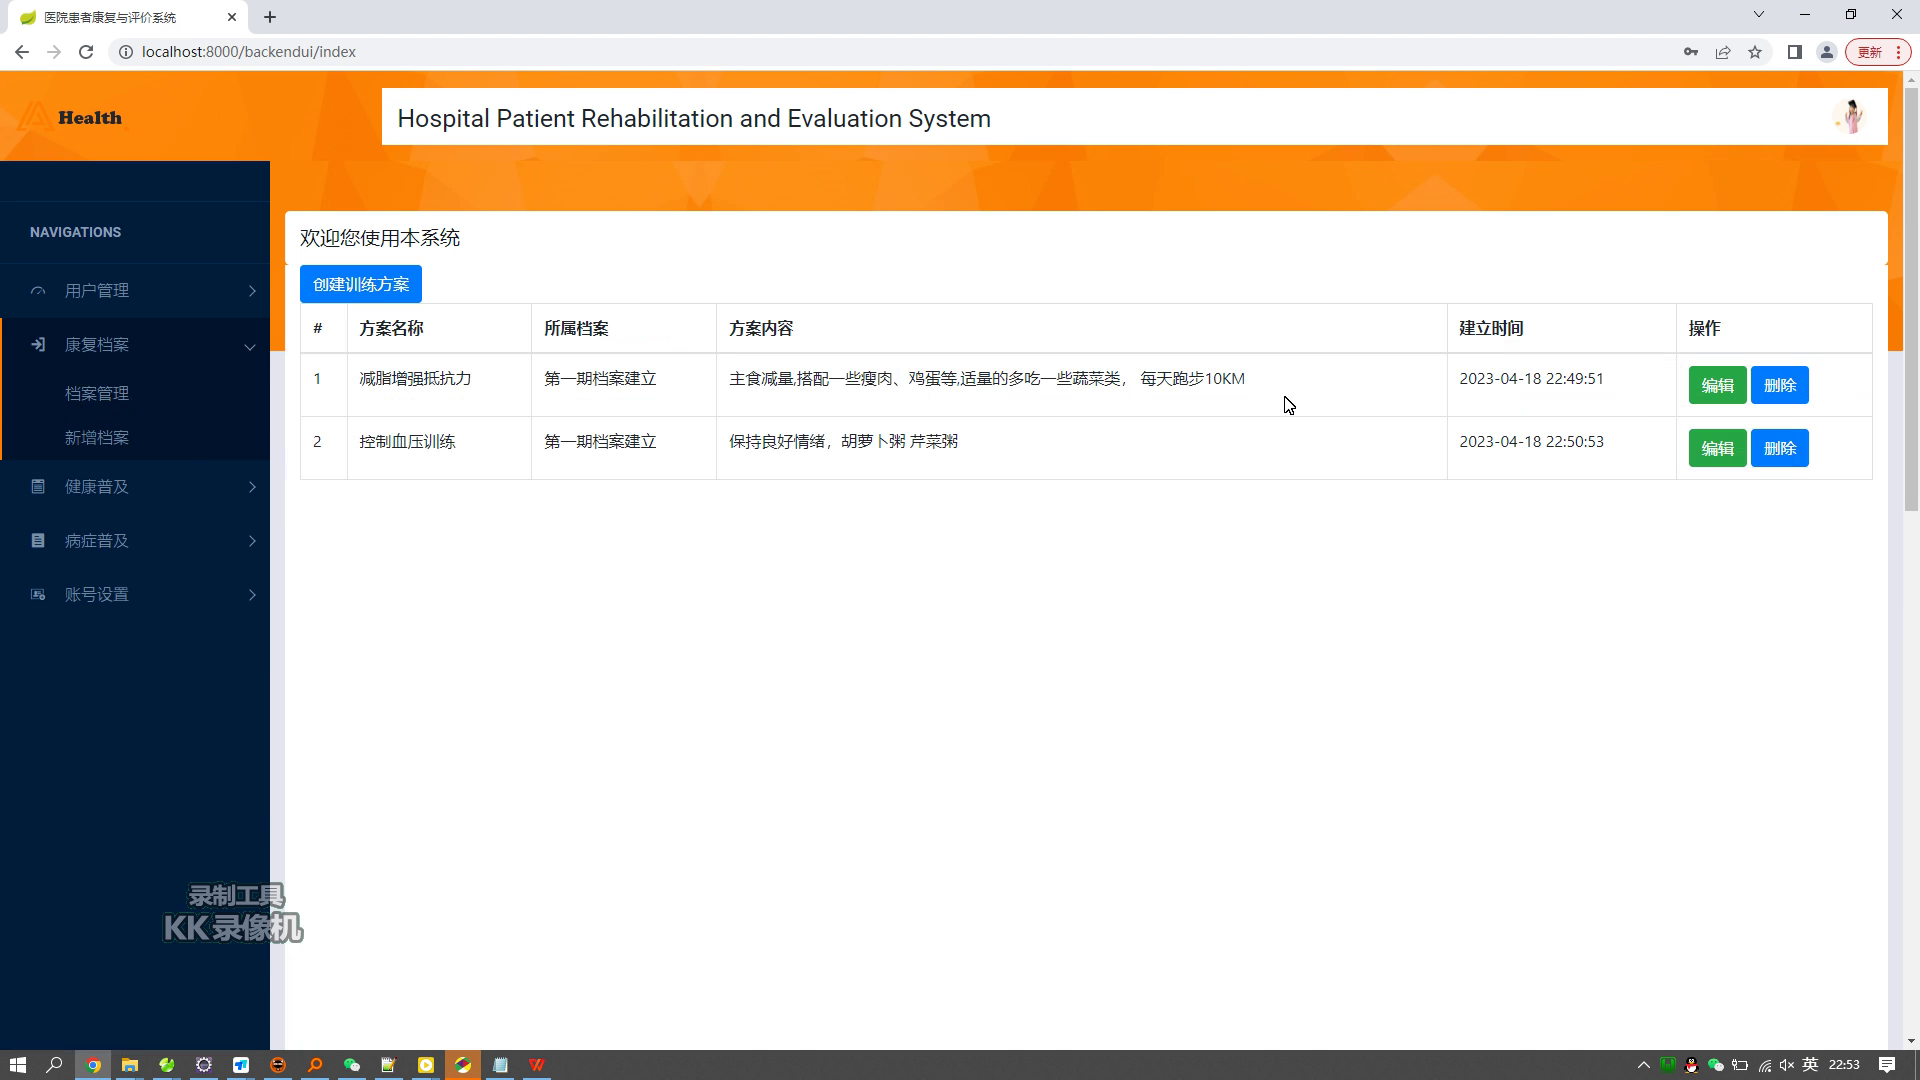 医院患者康复与评价系统
localhost:8000/backendui/index
更新
Health
Hospital Patient Rehabilitation and Evaluation System
NAVIGATIONS
用户管理
康复档案
档案管理
新增档案
健康普及
病症普及
账号设置
欢迎您使用本系统
创建训练方案
# 方案名称 所属档案 方案内容 建立时间 操作
1 减脂增强抵抗力 第一期档案建立 主食减量,搭配一些瘦肉、鸡蛋等,适量的多吃一些蔬菜类， 每天跑步10KM 2023-04-18 22:49:51 编辑 删除
2 控制血压训练 第一期档案建立 保持良好情绪，胡萝卜粥 芹菜粥 2023-04-18 22:50:53 编辑 删除
录制工具
KK录像机
英 22:53